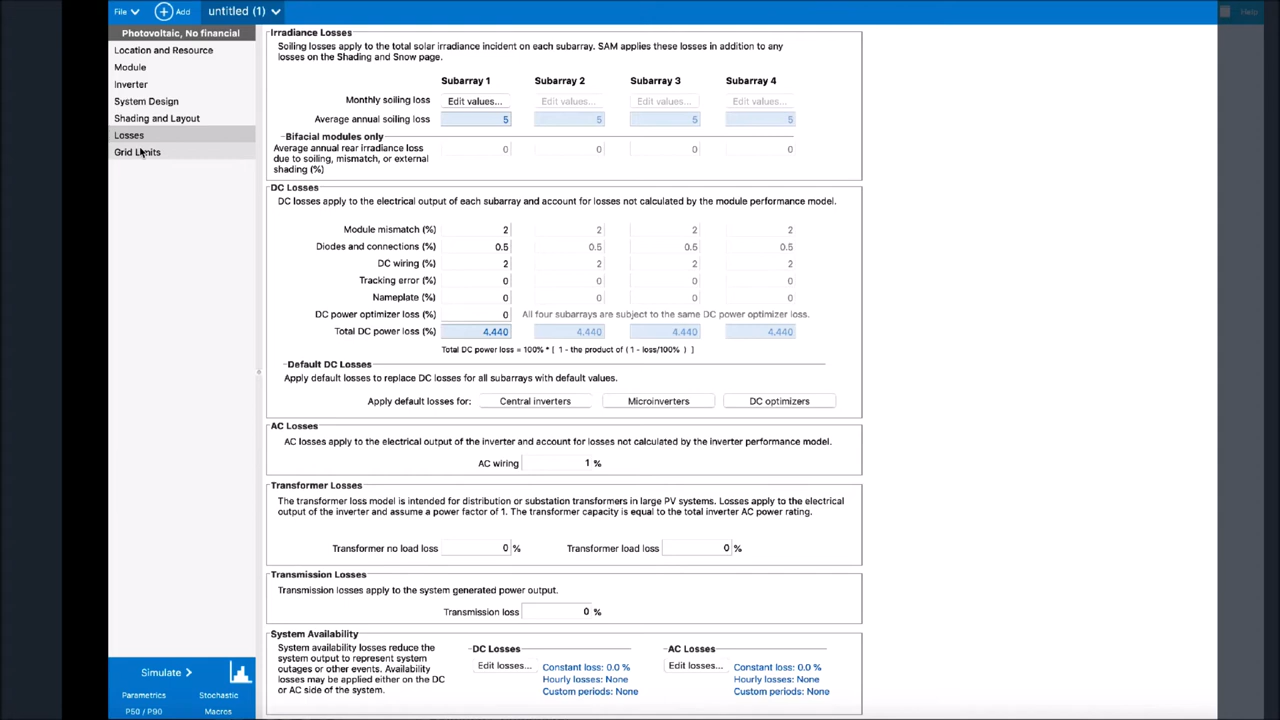 File
Add
untitled (1)
Help
Photovoltaic, No financial
Location and Resource
Module
Inverter
System Design
Shading and Layout
Losses
Grid Limits
Simulate >
Parametrics Stochastic
P50 / P90 Macros
Irradiance Losses
Soiling losses apply to the total solar irradiance incident on each subarray. SAM applies these losses in addition to any
losses on the Shading and Snow page.
Subarray 1 Subarray 2 Subarray 3 Subarray 4
Monthly soiling loss Edit values... Edit values... Edit values... Edit values...
Average annual soiling loss 5 5 5 5
Bifacial modules only
Average annual rear irradiance loss 0 0 0 0
due to soiling, mismatch, or external
shading (%)
DC Losses
DC losses apply to the electrical output of each subarray and account for losses not calculated by the module performance model.
Module mismatch (%) 2 2 2 2
Diodes and connections (%) 0.5 0.5 0.5 0.5
DC wiring (%) 2 2 2 2
Tracking error (%) 0 0 0 0
Nameplate (%) 0 0 0 0
DC power optimizer loss (%) 0 All four subarrays are subject to the same DC power optimizer loss.
Total DC power loss (%) 4.440 4.440 4.440 4.440
Total DC power loss = 100% * [ 1 - the product of ( 1 - loss/100% ) ]
Default DC Losses
Apply default losses to replace DC losses for all subarrays with default values.
Apply default losses for: Central inverters Microinverters DC optimizers
AC Losses
AC losses apply to the electrical output of the inverter and account for losses not calculated by the inverter performance model.
AC wiring 1 %
Transformer Losses
The transformer loss model is intended for distribution or substation transformers in large PV systems. Losses apply to the electrical
output of the inverter and assume a power factor of 1. The transformer capacity is equal to the total inverter AC power rating.
Transformer no load loss 0 % Transformer load loss 0 %
Transmission Losses
Transmission losses apply to the system generated power output.
Transmission loss 0 %
System Availability
System availability losses reduce the
system output to represent system
outages or other events. Availability
losses may be applied either on the DC
or AC side of the system.
DC Losses
Edit losses... Constant loss: 0.0 %
Hourly losses: None
Custom periods: None
AC Losses
Edit losses... Constant loss: 0.0 %
Hourly losses: None
Custom periods: None